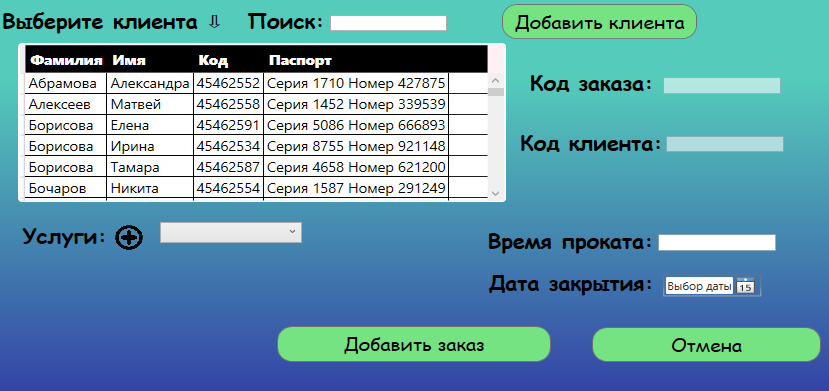 Выберите клиента ⇩ Поиск: Добавить клиента
Фамилия Имя Код Паспорт
Абрамова Александра 45462552 Серия 1710 Номер 427875
Алексеев Матвей 45462558 Серия 1452 Номер 339539
Борисова Елена 45462591 Серия 5086 Номер 666893
Борисова Ирина 45462534 Серия 8755 Номер 921148
Борисова Тамара 45462587 Серия 4658 Номер 621200
Бочаров Никита 45462554 Серия 1587 Номер 291249
Код заказа:
Код клиента:
Услуги:
Время проката:
Дата закрытия: Выбор даты 15
Добавить заказ Отмена